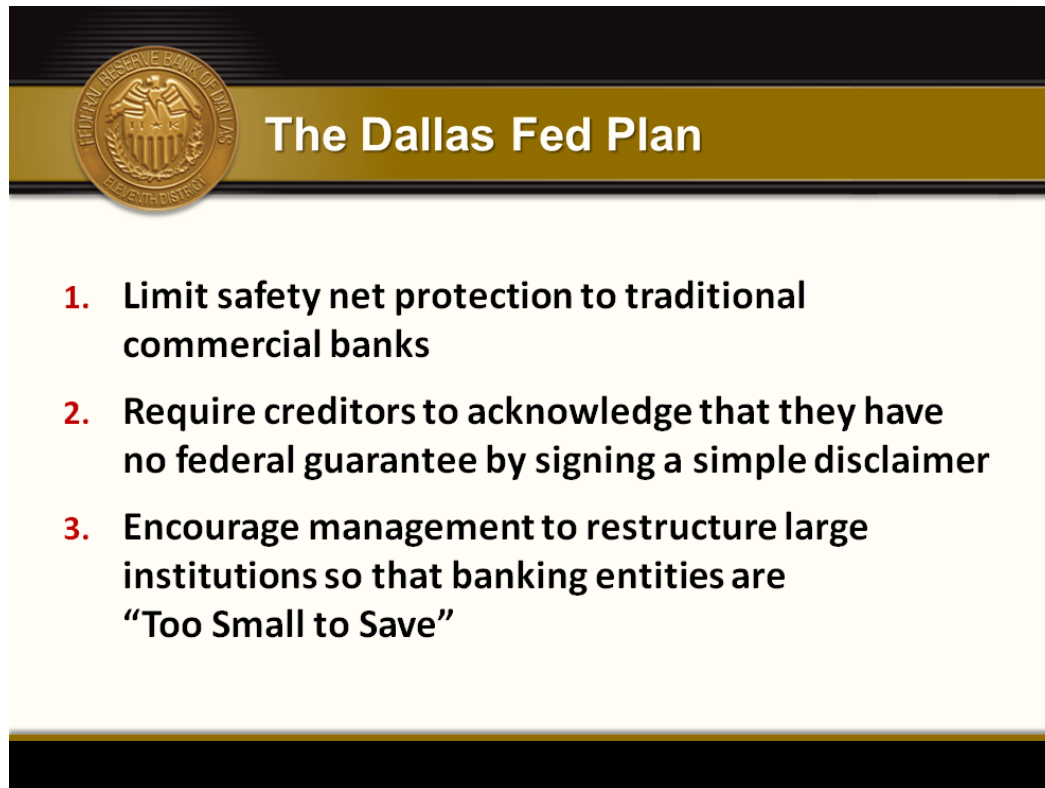 FEDERAL RESERVE BANK OF DALLAS
ELEVENTH DISTRICT
The Dallas Fed Plan
1. Limit safety net protection to traditional
commercial banks
2. Require creditors to acknowledge that they have
no federal guarantee by signing a simple disclaimer
3. Encourage management to restructure large
institutions so that banking entities are
“Too Small to Save”